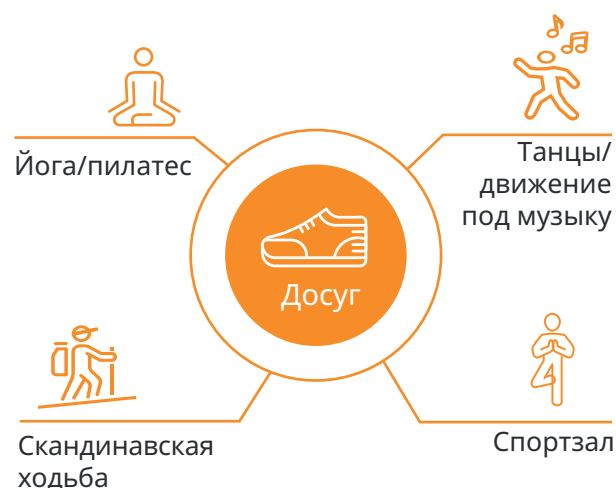 Йога/пилатес
Танцы/
движение
под музыку
Досуг
Скандинавская
ходьба
Спортзал